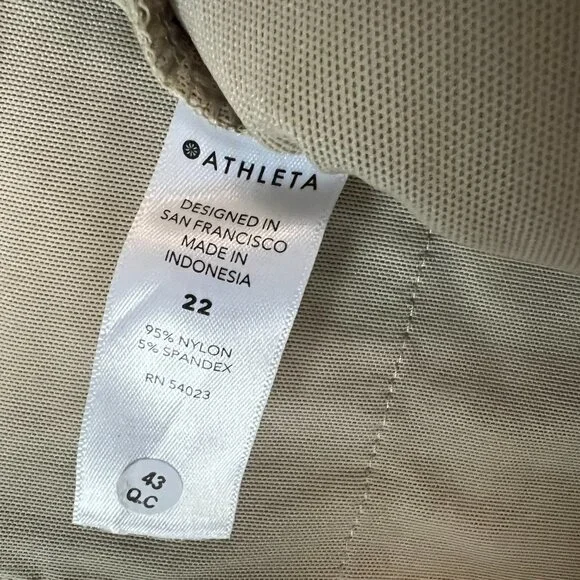 ATHLETA
DESIGNED IN
SAN FRANCISCO
MADE IN
INDONESIA
22
95% NYLON
5% SPANDEX
RN 54023
43
Q.C